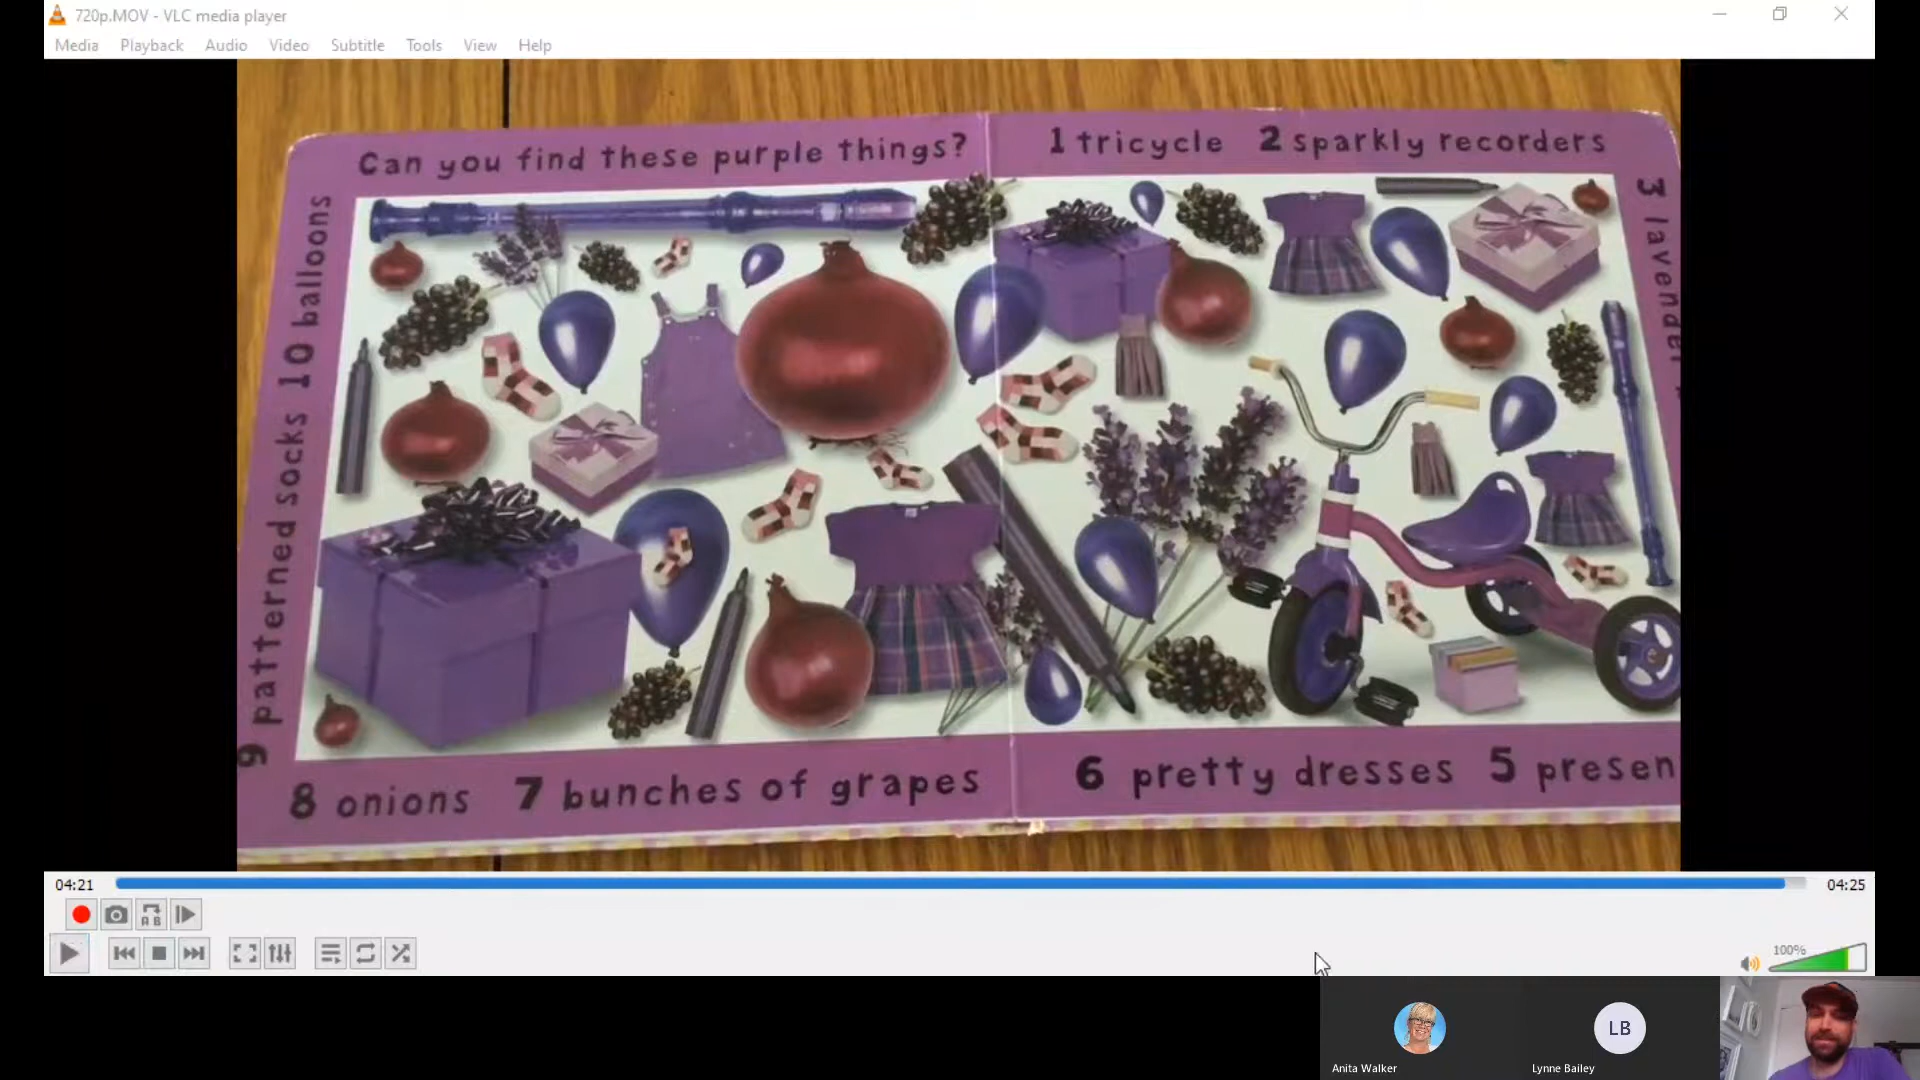 720p.MOV - VLC media player
Media Playback Audio Video Subtitle Tools View Help
Can you find these purple things?
1 tricycle 2 sparkly recorders
3 lavender
5 presen
6 pretty dresses
7 bunches of grapes
8 onions
9 patterned socks 10 balloons
04:21
04:25
A B
100%
LB
Anita Walker
Lynne Bailey